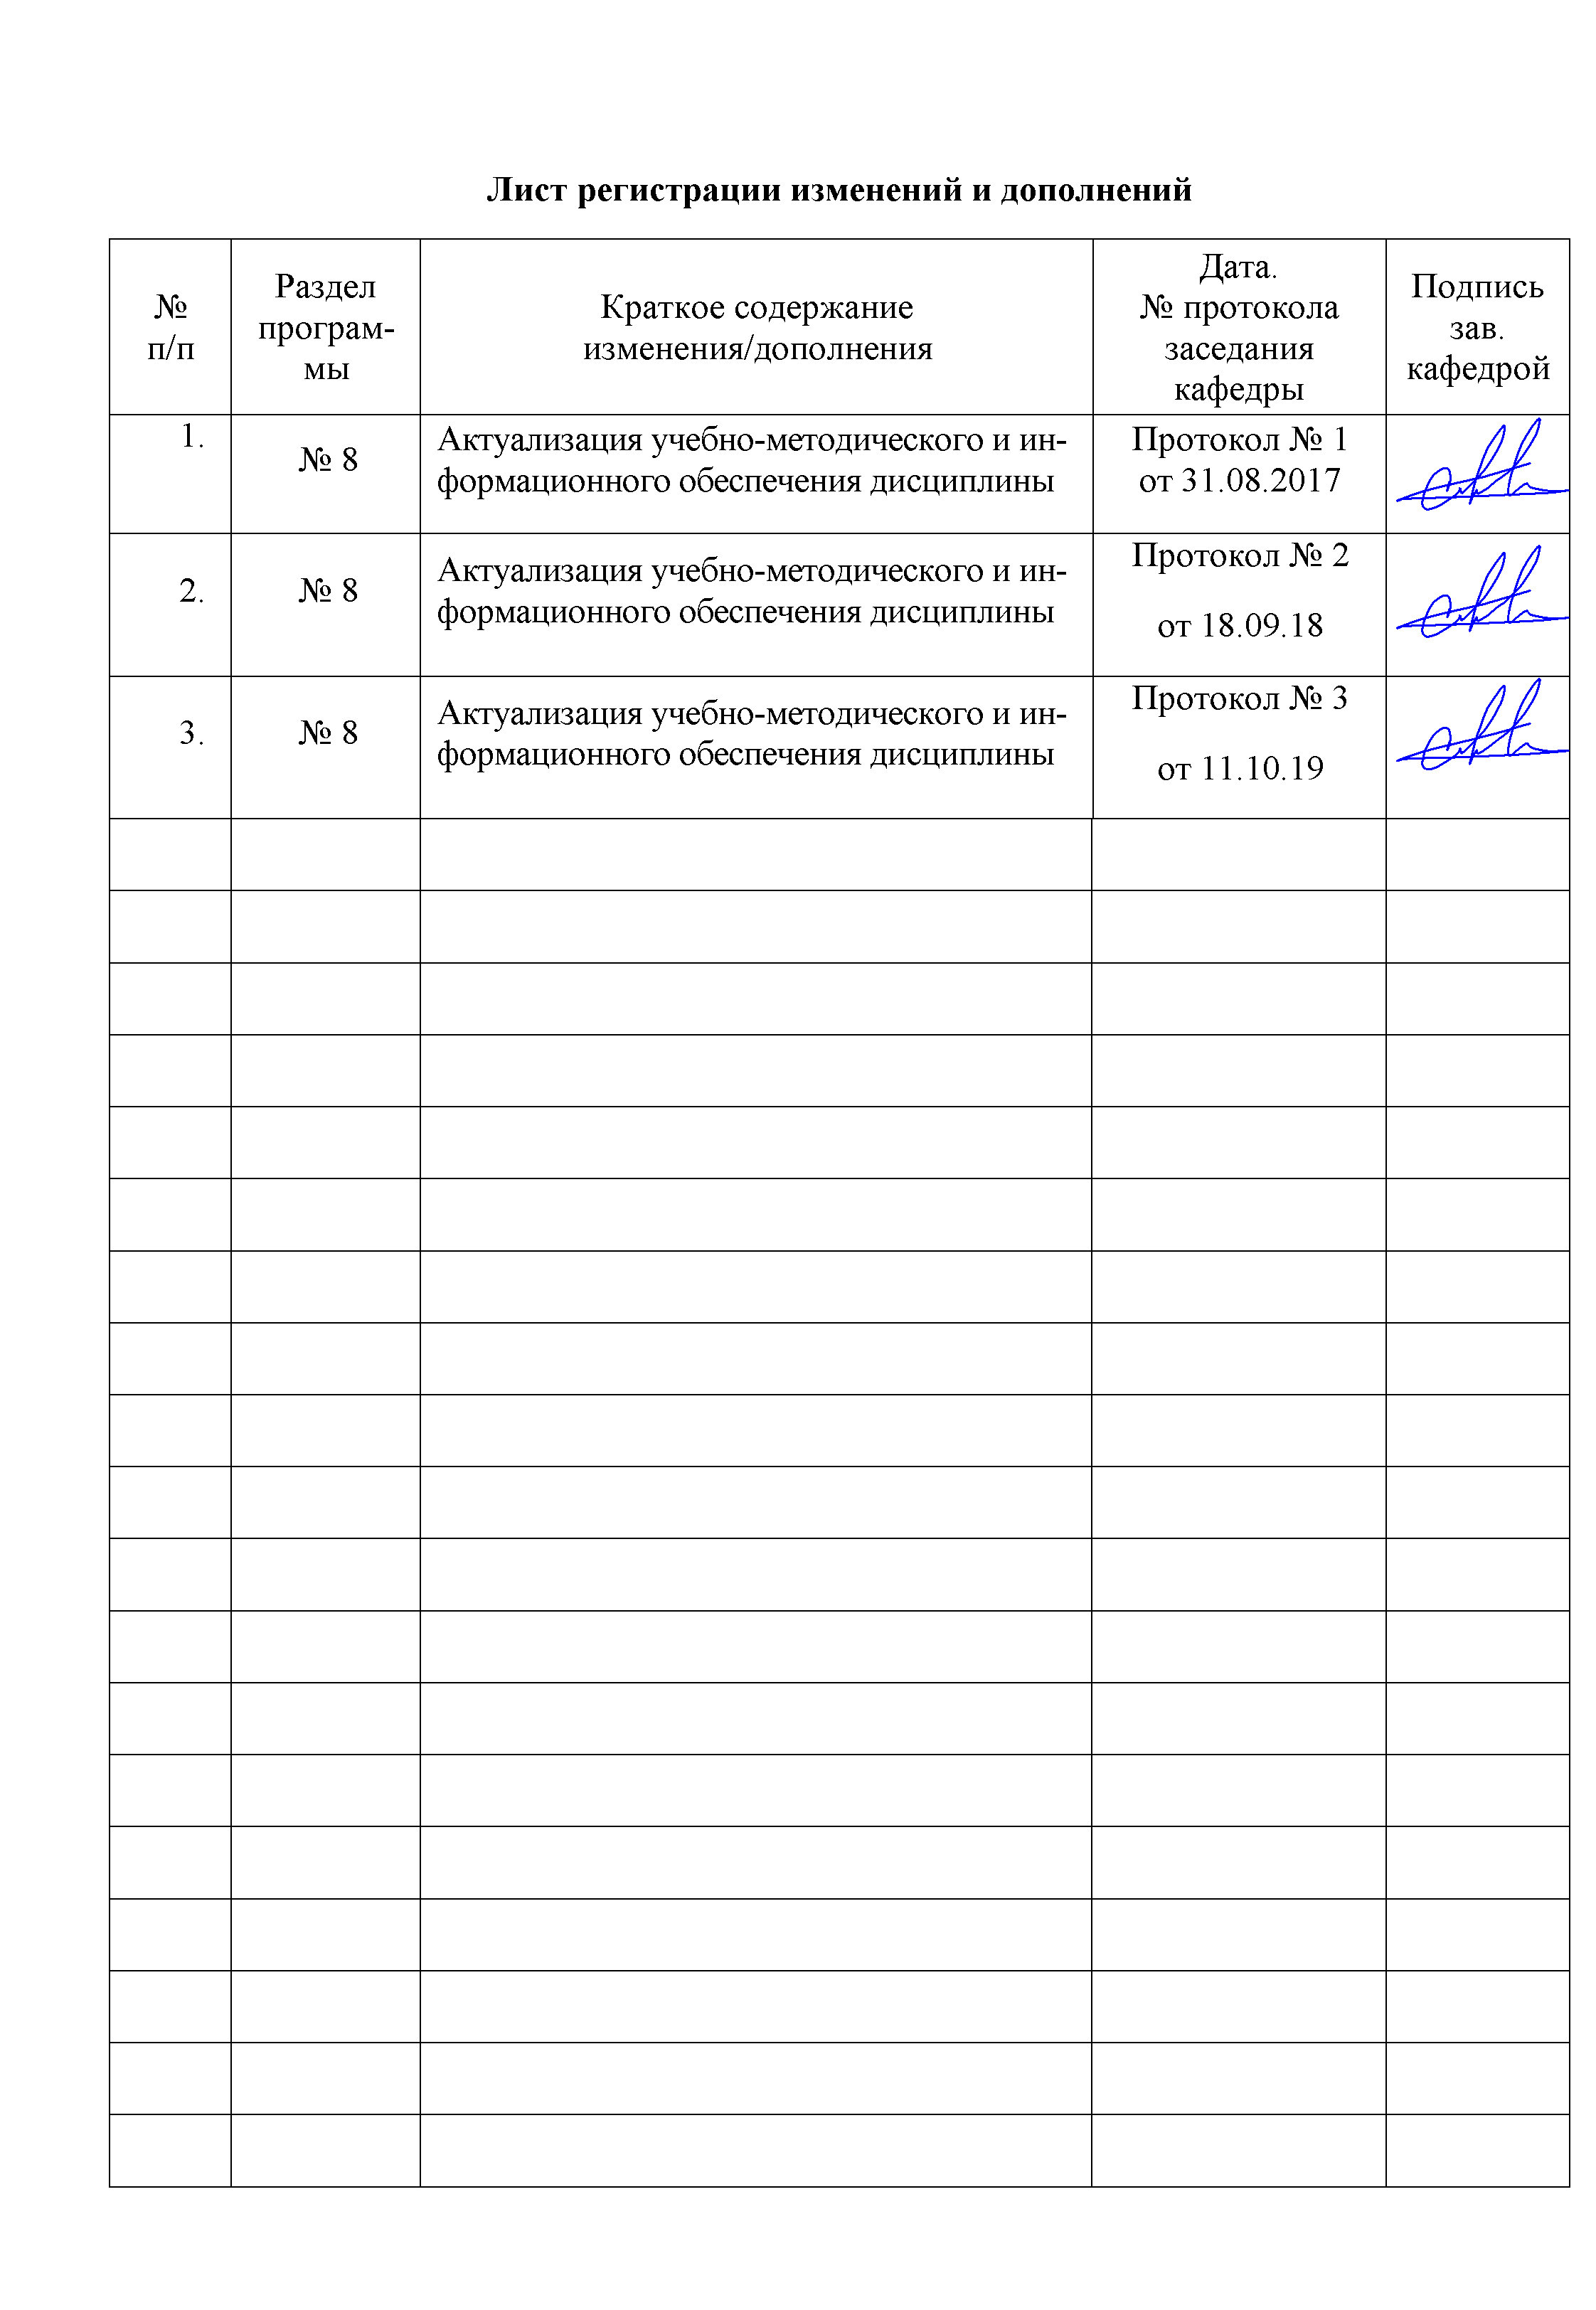 Лист регистрации изменений и дополнений
№
п/п
Раздел
програм-
мы
Краткое содержание
изменения/дополнения
Дата.
№ протокола
заседания
кафедры
Подпись
зав.
кафедрой
1.
№ 8
Актуализация учебно-методического и ин-
формационного обеспечения дисциплины
Протокол № 1
от 31.08.2017
2.
№ 8
Актуализация учебно-методического и ин-
формационного обеспечения дисциплины
Протокол № 2
от 18.09.18
3.
№ 8
Актуализация учебно-методического и ин-
формационного обеспечения дисциплины
Протокол № 3
от 11.10.19